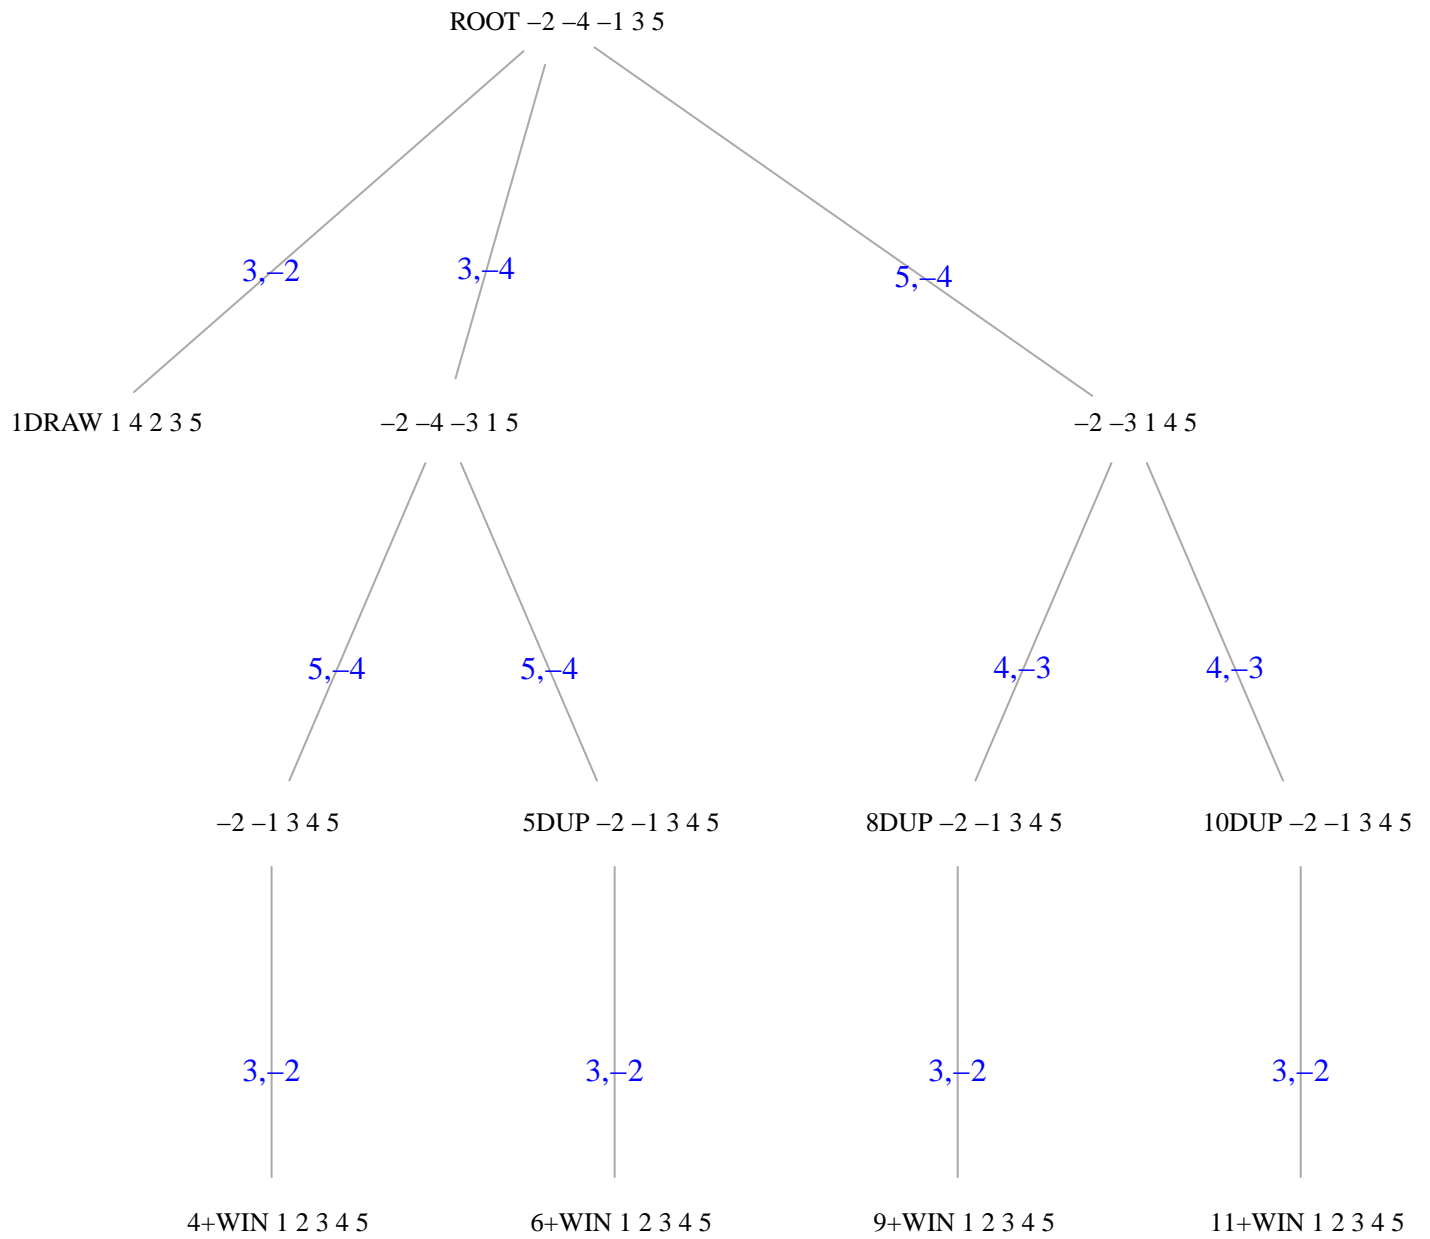 ROOT –2 –4 –1 3 5
3,–2
3,–4
5,–4
1DRAW 1 4 2 3 5
–2 –4 –3 1 5
–2 –3 1 4 5
5,–4
5,–4
4,–3
4,–3
–2 –1 3 4 5
5DUP –2 –1 3 4 5
8DUP –2 –1 3 4 5
10DUP –2 –1 3 4 5
3,–2
3,–2
3,–2
3,–2
4+WIN 1 2 3 4 5
6+WIN 1 2 3 4 5
9+WIN 1 2 3 4 5
11+WIN 1 2 3 4 5